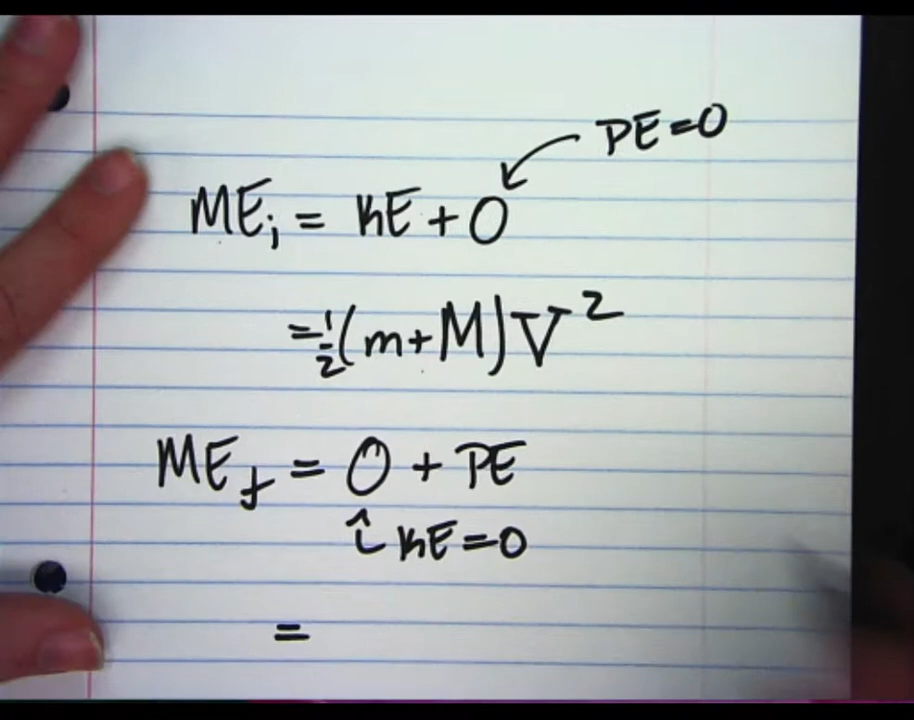 PE=0
MEi = KE + 0
= 1/2 (m+M) V²
MEf = 0 + PE
KE=0
=